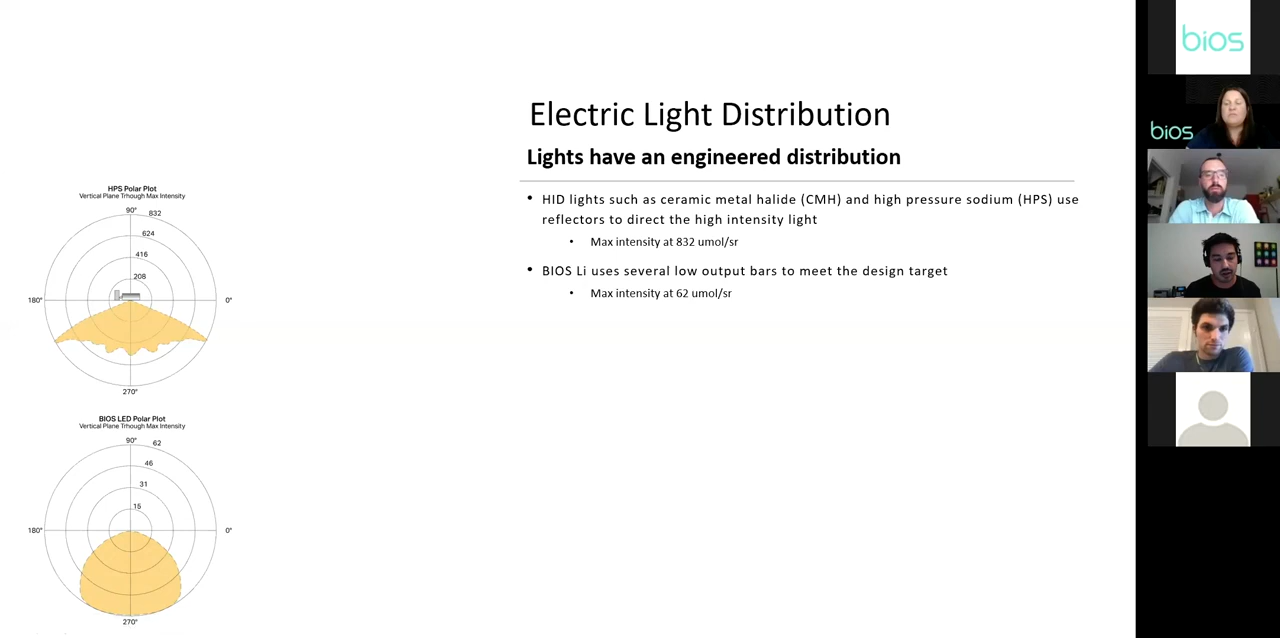 Electric Light Distribution
Lights have an engineered distribution
• HID lights such as ceramic metal halide (CMH) and high pressure sodium (HPS) use
reflectors to direct the high intensity light
• Max intensity at 832 umol/sr
• BIOS Li uses several low output bars to meet the design target
• Max intensity at 62 umol/sr
HPS Polar Plot
Vertical Plane Trhough Max Intensity
90° 832
624
416
208
180° 0°
270°
BIOS LED Polar Plot
Vertical Plane Trhough Max Intensity
90° 62
46
31
15
180° 0°
270°
bios
bios